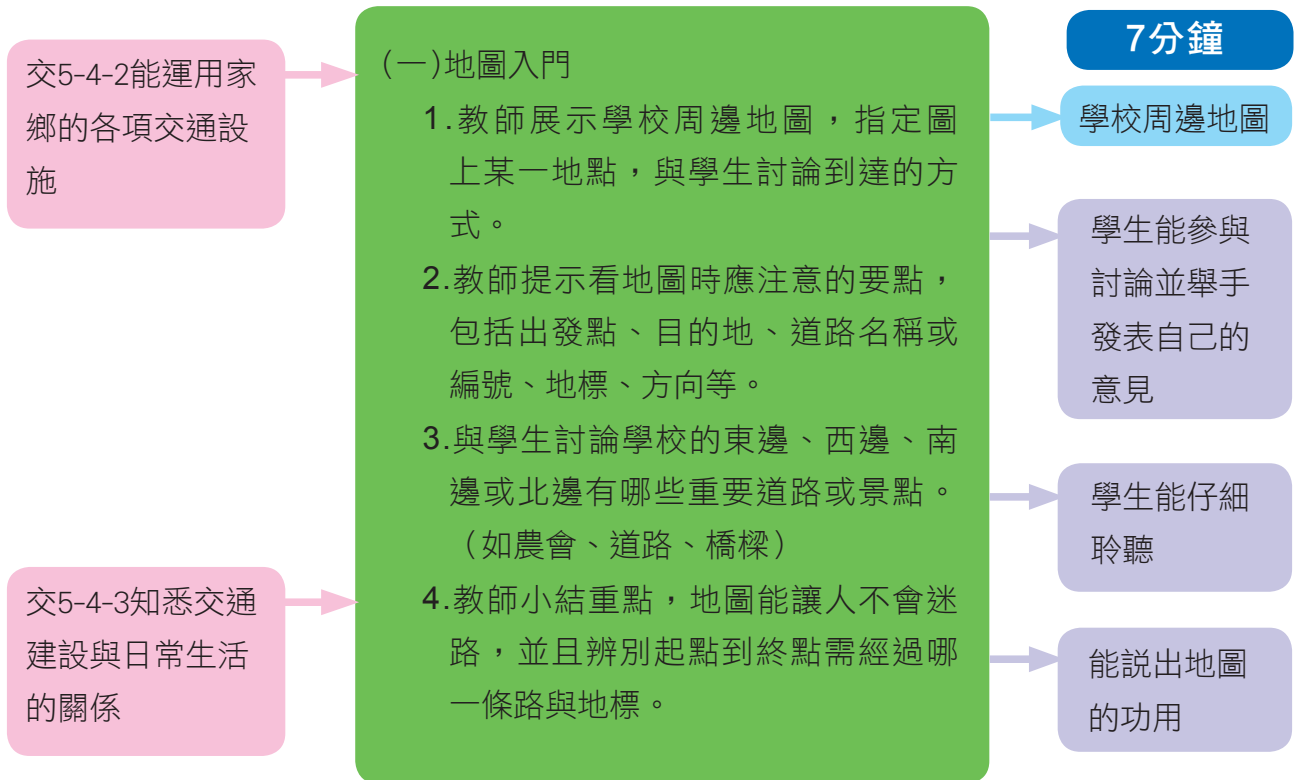 交5-4-2能運用家
鄉的各項交通設
施
交5-4-3知悉交通
建設與日常生活
的關係
(一)地圖入門
1.教師展示學校周邊地圖，指定圖
上某一地點，與學生討論到達的方
式。
2.教師提示看地圖時應注意的要點，
包括出發點、目的地、道路名稱或
編號、地標、方向等。
3.與學生討論學校的東邊、西邊、南
邊或北邊有哪些重要道路或景點。
（如農會、道路、橋樑）
4.教師小結重點，地圖能讓人不會迷
路，並且辨別起點到終點需經過哪
一條路與地標。
7分鐘
學校周邊地圖
學生能參與
討論並舉手
發表自己的
意見
學生能仔細
聆聽
能説出地圖
的功用